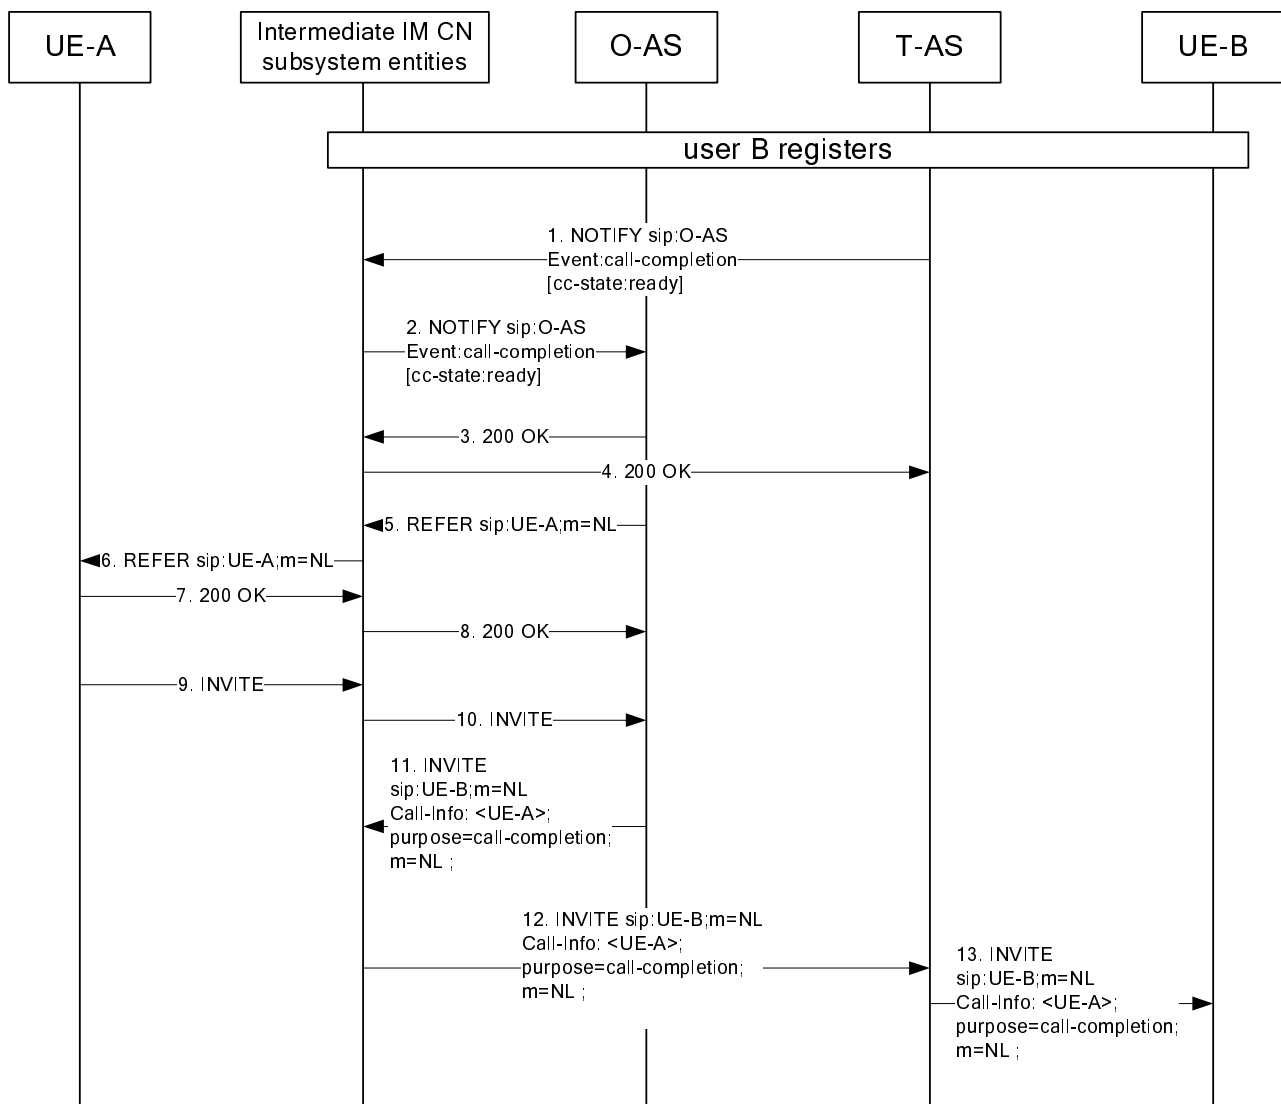 UE-A
Intermediate IM CN
subsystem entities
O-AS
T-AS
UE-B
user B registers
1. NOTIFY sip:O-AS
Event:call-completion
[cc-state:ready]
2. NOTIFY sip:O-AS
Event:call-completion
[cc-state:ready]
3. 200 OK
4. 200 OK
5. REFER sip:UE-A;m=NL
6. REFER sip:UE-A;m=NL
7. 200 OK
8. 200 OK
9. INVITE
10. INVITE
11. INVITE
sip:UE-B;m=NL
Call-Info: <UE-A>;
purpose=call-completion;
m=NL ;
12. INVITE sip:UE-B;m=NL
Call-Info: <UE-A>;
purpose=call-completion;
m=NL ;
13. INVITE
sip:UE-B;m=NL
Call-Info: <UE-A>;
purpose=call-completion;
m=NL ;